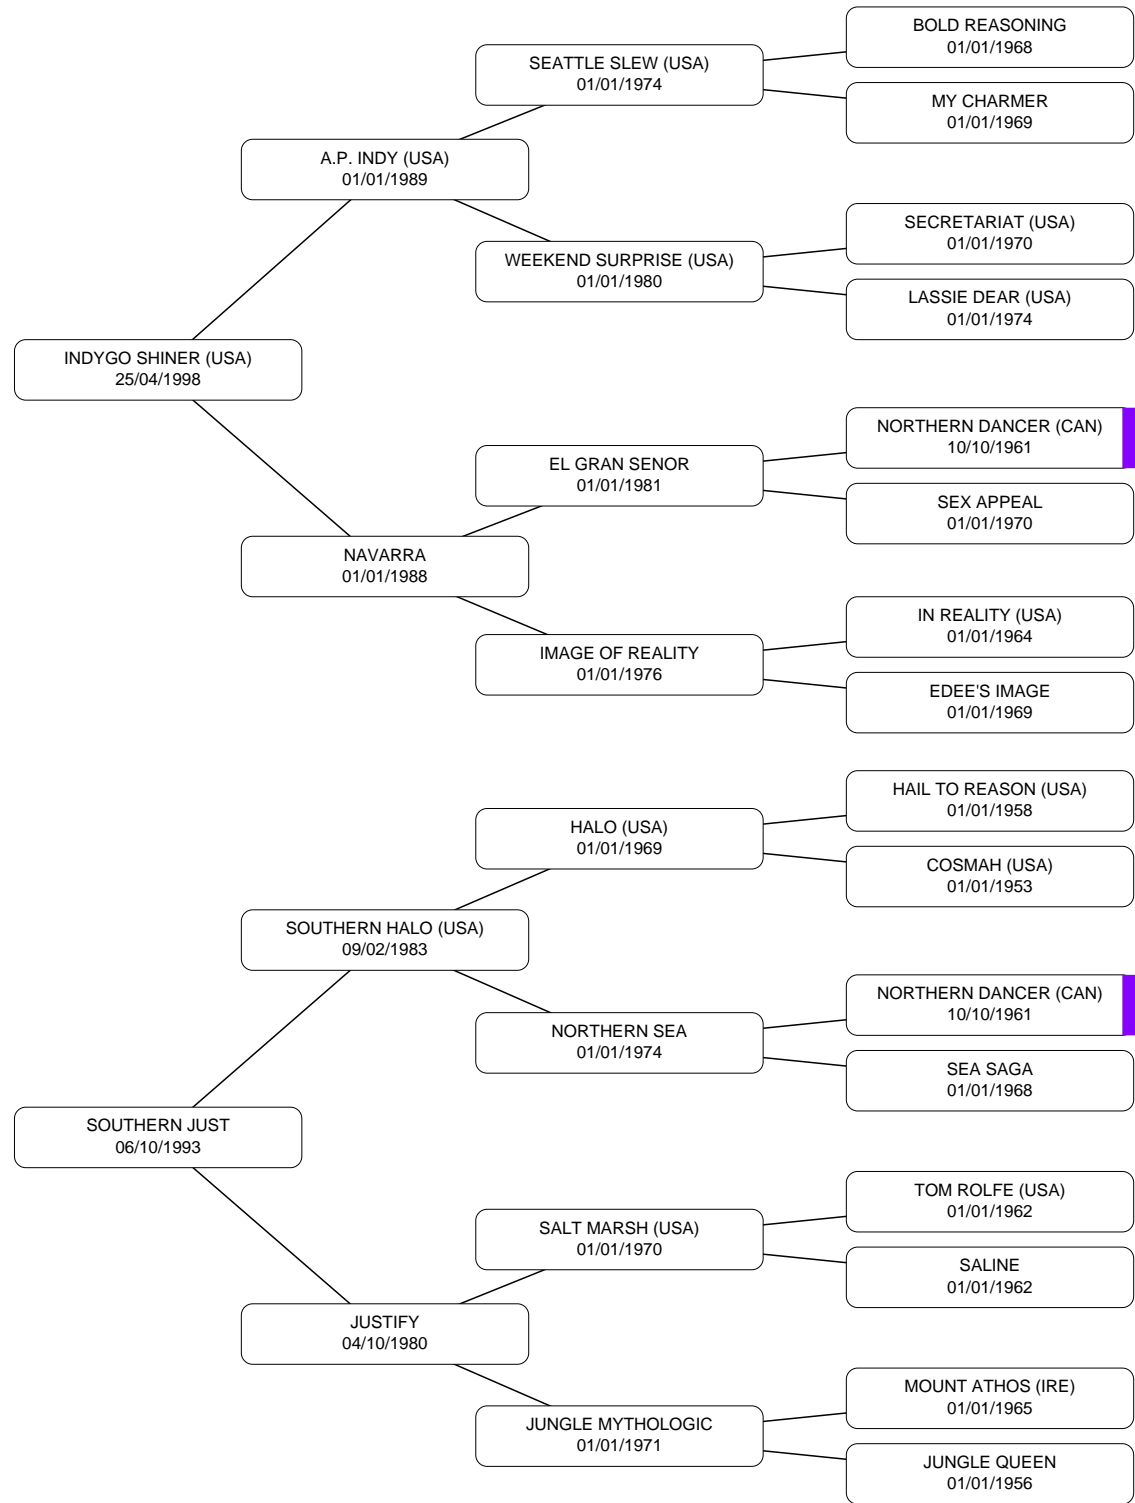 BOLD REASONING
01/01/1968
SEATTLE SLEW (USA)
01/01/1974
MY CHARMER
01/01/1969
A.P. INDY (USA)
01/01/1989
SECRETARIAT (USA)
01/01/1970
WEEKEND SURPRISE (USA)
01/01/1980
LASSIE DEAR (USA)
01/01/1974
INDYGO SHINER (USA)
25/04/1998
NORTHERN DANCER (CAN)
10/10/1961
EL GRAN SENOR
01/01/1981
SEX APPEAL
01/01/1970
NAVARRA
01/01/1988
IN REALITY (USA)
01/01/1964
IMAGE OF REALITY
01/01/1976
EDEE'S IMAGE
01/01/1969
HAIL TO REASON (USA)
01/01/1958
HALO (USA)
01/01/1969
COSMAH (USA)
01/01/1953
SOUTHERN HALO (USA)
09/02/1983
NORTHERN DANCER (CAN)
10/10/1961
NORTHERN SEA
01/01/1974
SEA SAGA
01/01/1968
SOUTHERN JUST
06/10/1993
TOM ROLFE (USA)
01/01/1962
SALT MARSH (USA)
01/01/1970
SALINE
01/01/1962
JUSTIFY
04/10/1980
MOUNT ATHOS (IRE)
01/01/1965
JUNGLE MYTHOLOGIC
01/01/1971
JUNGLE QUEEN
01/01/1956